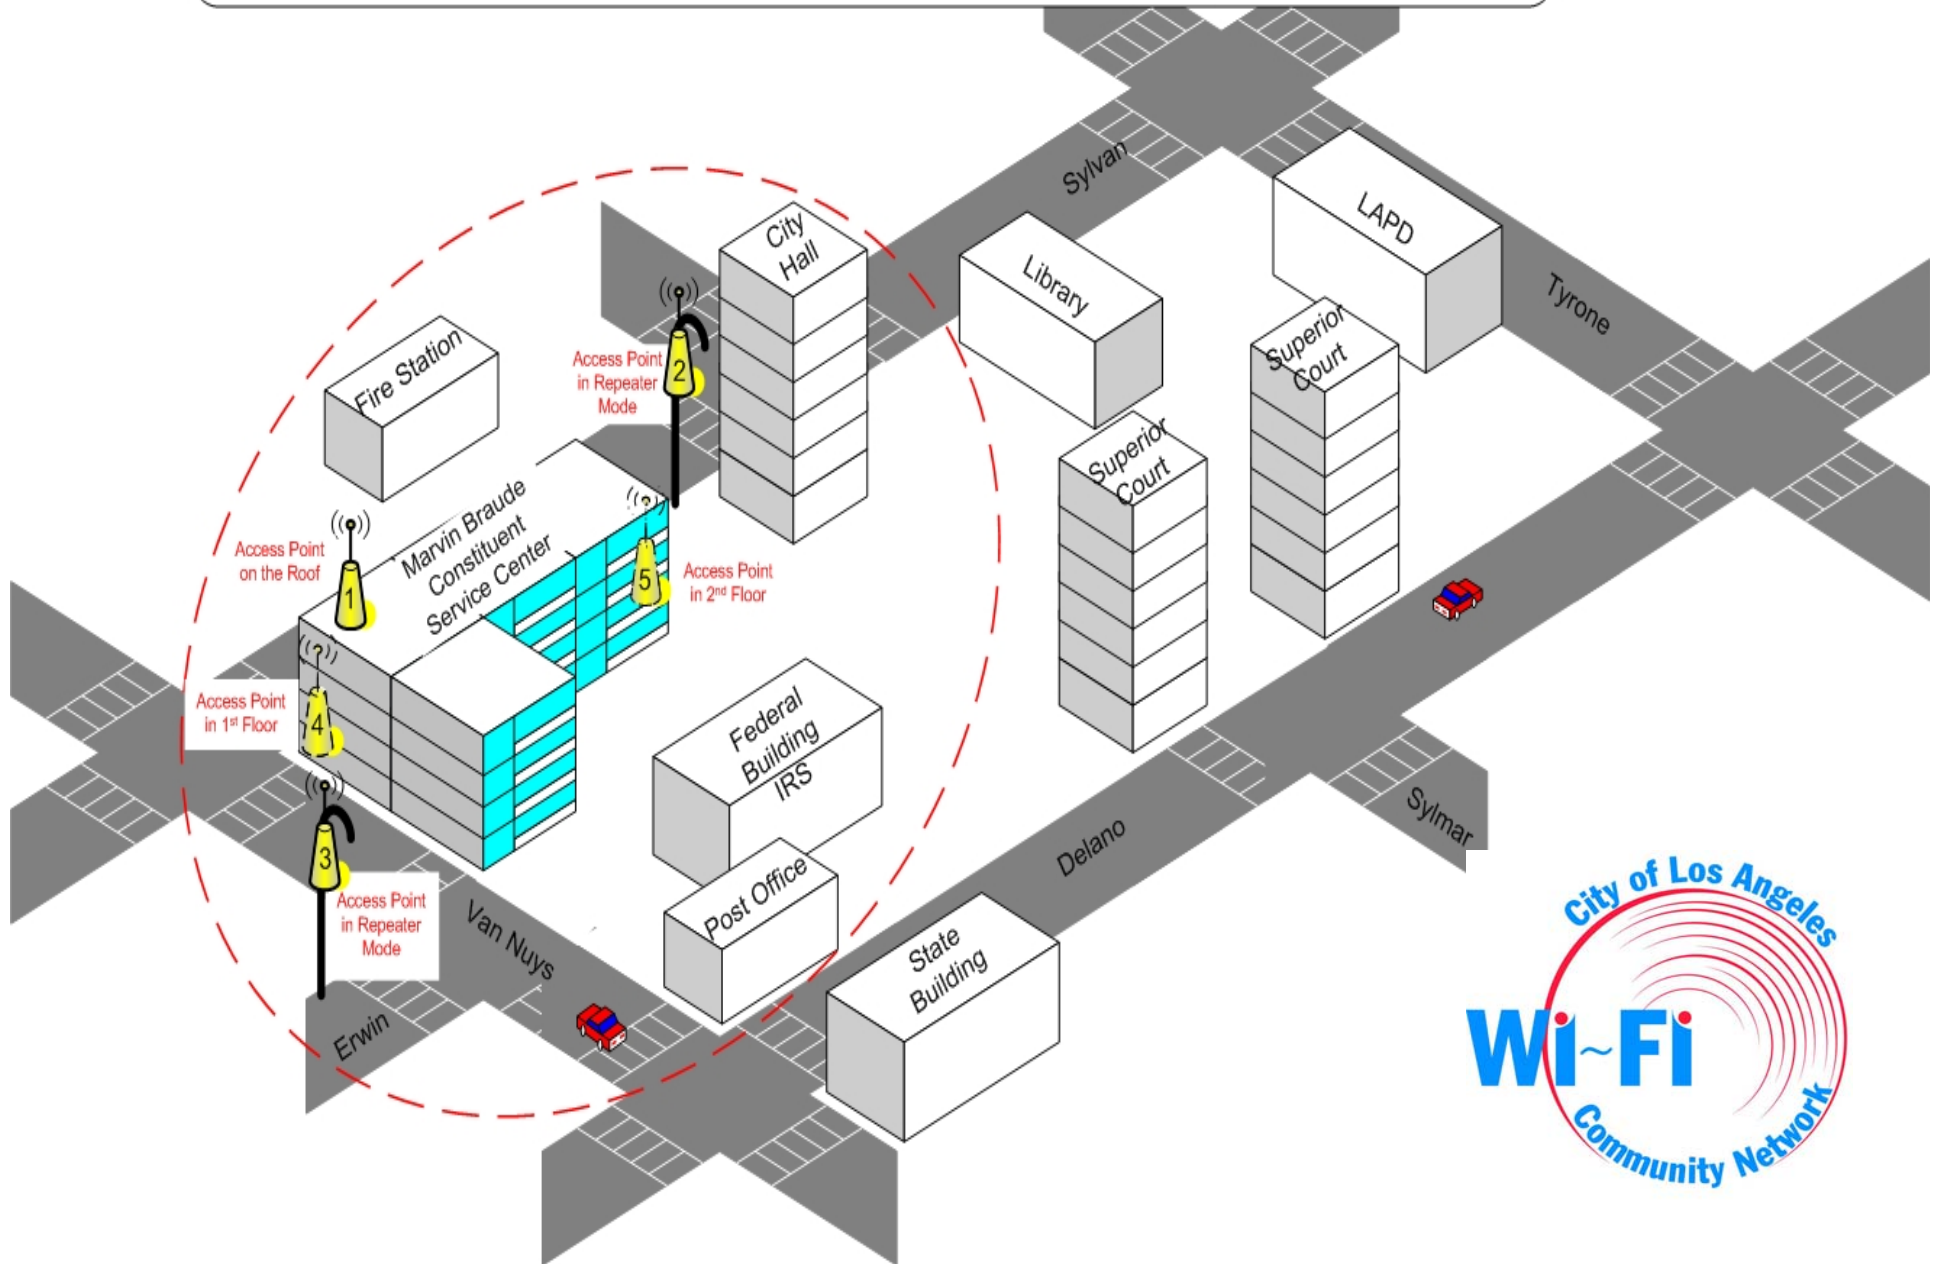 Sylvan
LAPD
City
Hall
Library
Tyrone
Superior
Court
Fire Station
Access Point
in Repeater
Mode
2
Superior
Court
Marvin Braude
Constituent
Service Center
Access Point
on the Roof
1
5
Access Point
in 2nd Floor
Access Point
in 1st Floor
4
Federal
Building
IRS
3
Access Point
in Repeater
Mode
Post Office
Delano
Sylmar
Van Nuys
State
Building
Erwin
City of Los Angeles
Wi~Fi
Community Network